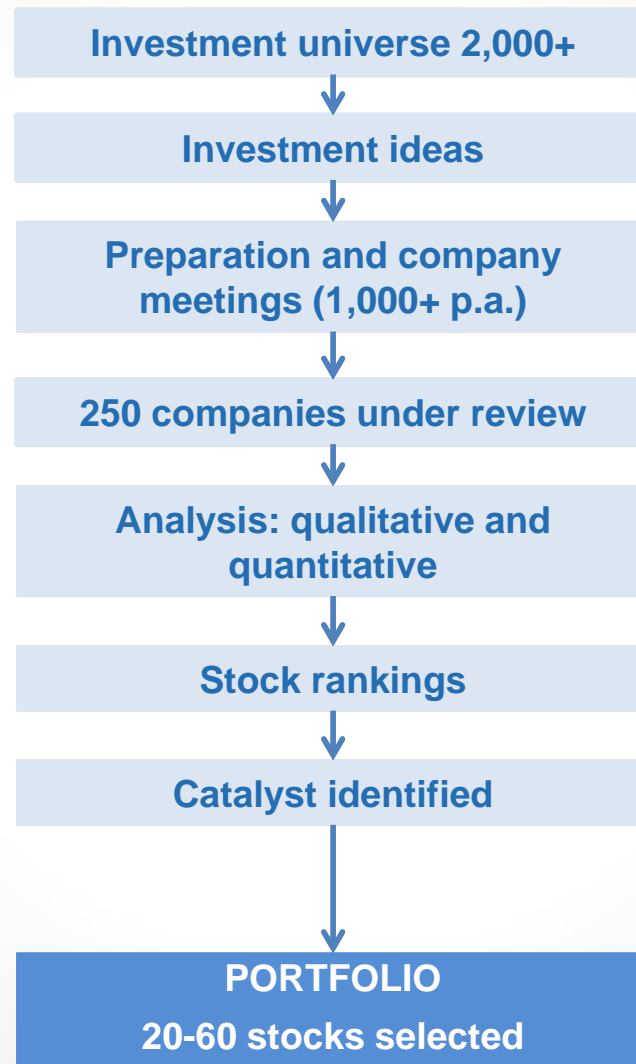 Investment universe 2,000+
Investment ideas
Preparation and company
meetings (1,000+ p.a.)
250 companies under review
Analysis: qualitative and
quantitative
Stock rankings
Catalyst identified
PORTFOLIO
20-60 stocks selected